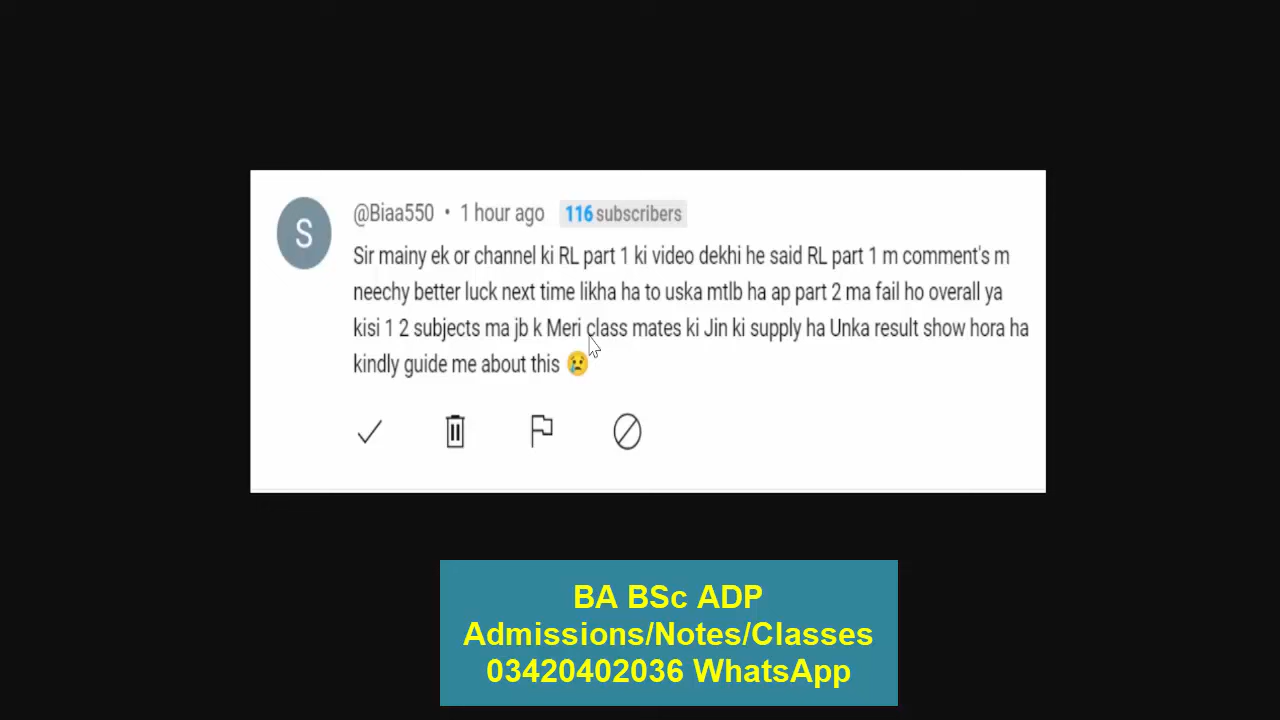 S
@Biaa550 • 1 hour ago 116 subscribers
Sir mainy ek or channel ki RL part 1 ki video dekhi he said RL part 1 m comment's m
neechy better luck next time likha ha to uska mtlb ha ap part 2 ma fail ho overall ya
kisi 1 2 subjects ma jb k Meri class mates ki Jin ki supply ha Unka result show hora ha
kindly guide me about this 😢
BA BSc ADP
Admissions/Notes/Classes
03420402036 WhatsApp